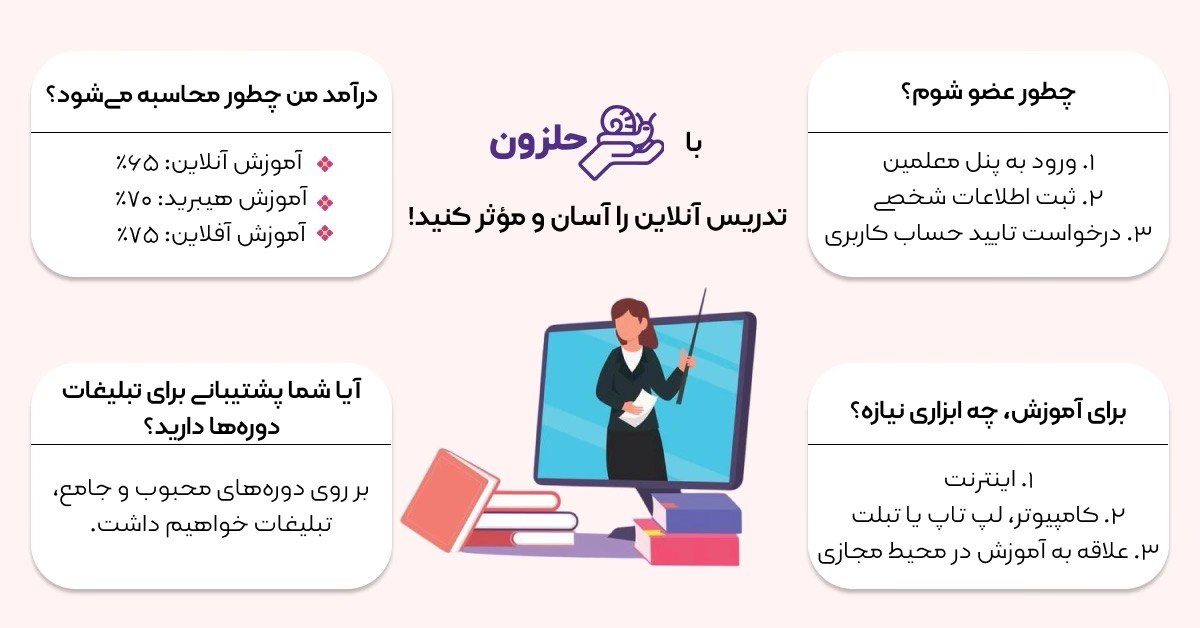 با حلزون
تدریس آنلاین را آسان و مؤثر کنید!
چطور عضو شوم؟
۱. ورود به پنل معلمین
۲. ثبت اطلاعات شخصی
۳. درخواست تایید حساب کاربری
درآمد من چطور محاسبه می‌شود؟
آموزش آنلاین: ۶۵٪
آموزش هیبرید: ۷۰٪
آموزش آفلاین: ۷۵٪
برای آموزش، چه ابزاری نیازه؟
۱. اینترنت
۲. کامپیوتر، لپ تاپ یا تبلت
۳. علاقه به آموزش در محیط مجازی
آیا شما پشتیبانی برای تبلیغات
دوره‌ها دارید؟
بر روی دوره‌های محبوب و جامع،
تبلیغات خواهیم داشت.